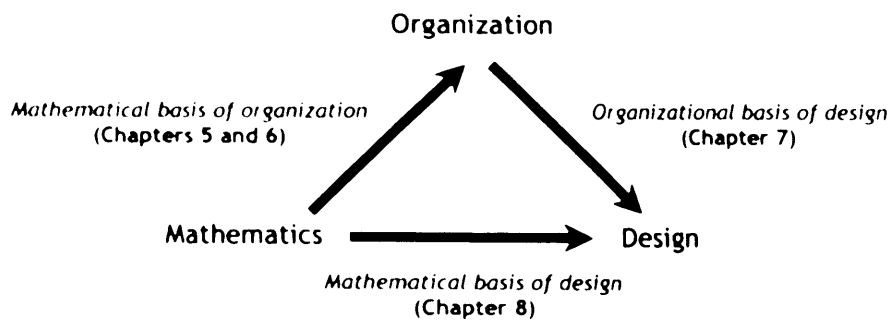 Organization
Mathematical basis of organization
(Chapters 5 and 6)
Organizational basis of design
(Chapter 7)
Mathematics
Design
Mathematical basis of design
(Chapter 8)